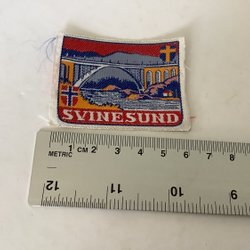 SVINESUND
1 CM 2 3 4 5 6 7 8
METRIC
12 11 10 9